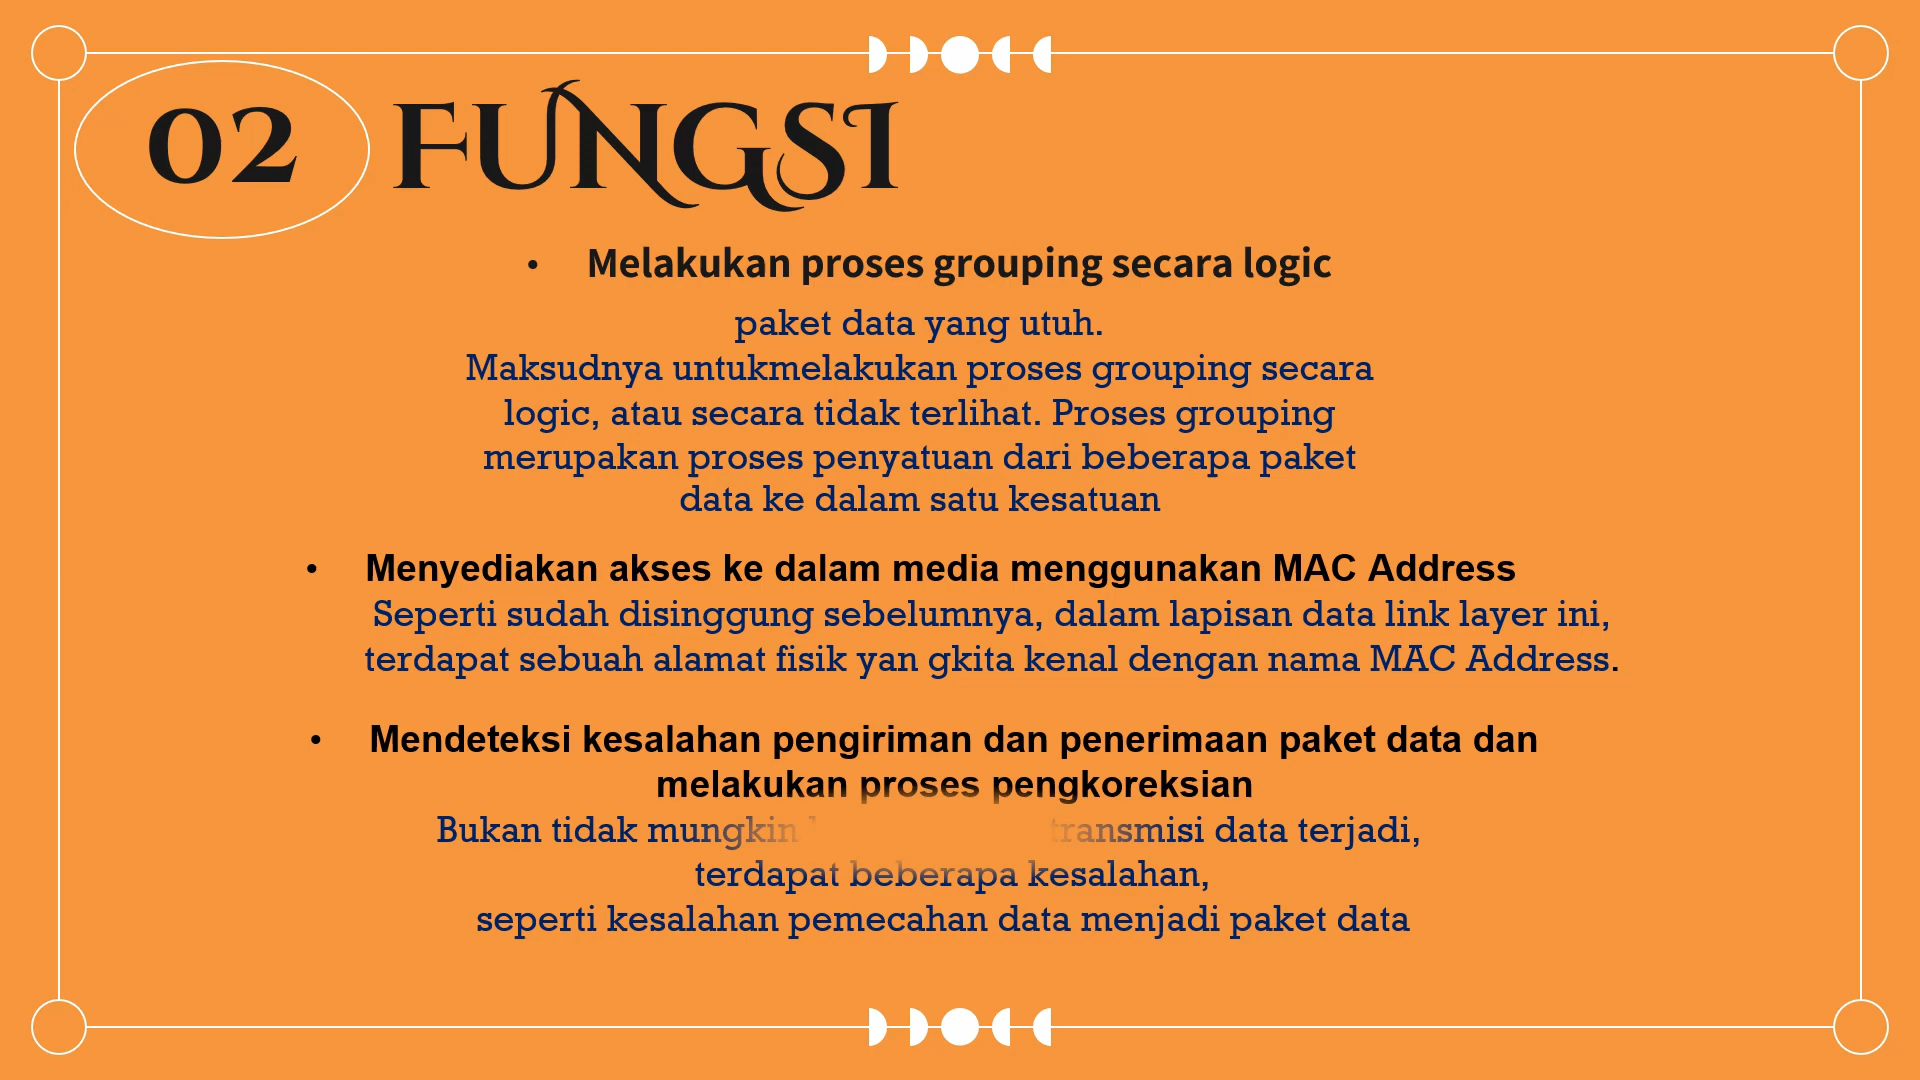 02 FUNGSI
• Melakukan proses grouping secara logic
paket data yang utuh.
Maksudnya untukmelakukan proses grouping secara
logic, atau secara tidak terlihat. Proses grouping
merupakan proses penyatuan dari beberapa paket
data ke dalam satu kesatuan
• Menyediakan akses ke dalam media menggunakan MAC Address
Seperti sudah disinggung sebelumnya, dalam lapisan data link layer ini,
terdapat sebuah alamat fisik yan gkita kenal dengan nama MAC Address.
• Mendeteksi kesalahan pengiriman dan penerimaan paket data dan
melakukan proses pengkoreksian
Bukan tidak mungkin transmisi data terjadi,
terdapat beberapa kesalahan,
seperti kesalahan pemecahan data menjadi paket data